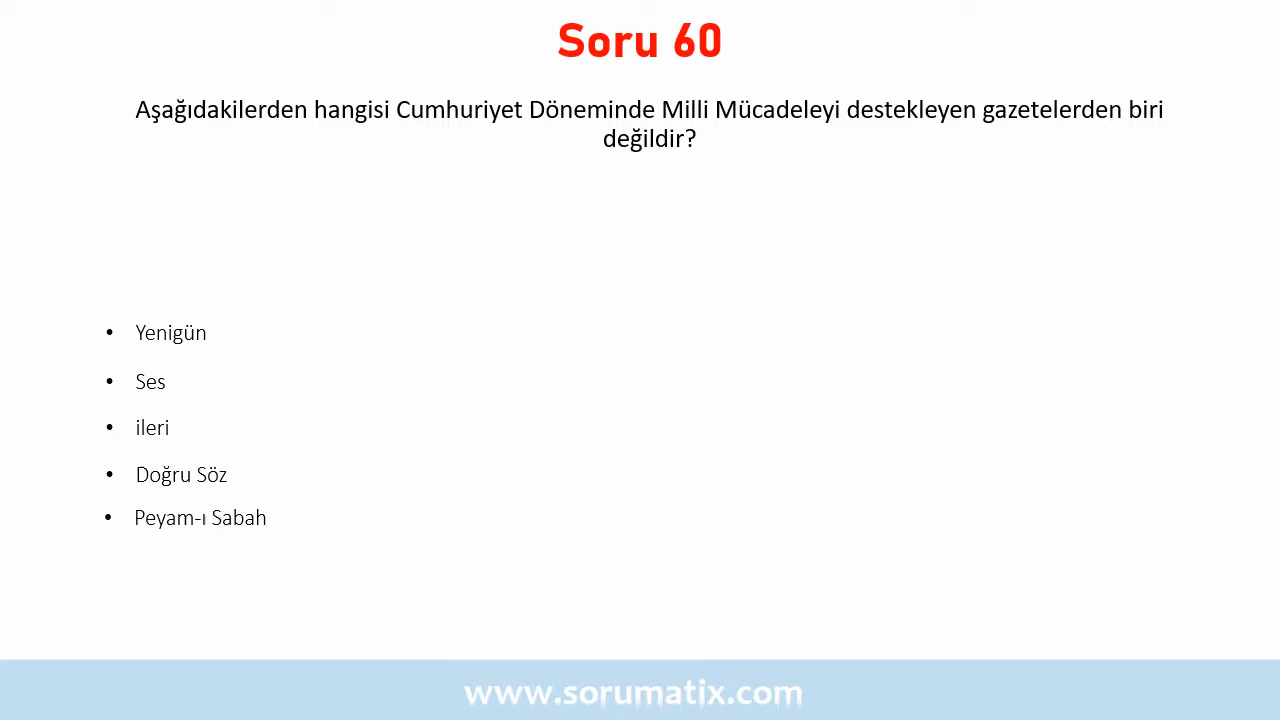 Soru 60
Aşağıdakilerden hangisi Cumhuriyet Döneminde Milli Mücadeleyi destekleyen gazetelerden biri
değildir?
• Yenigün
• Ses
• ileri
• Doğru Söz
• Peyam-ı Sabah
www.sorumatix.com